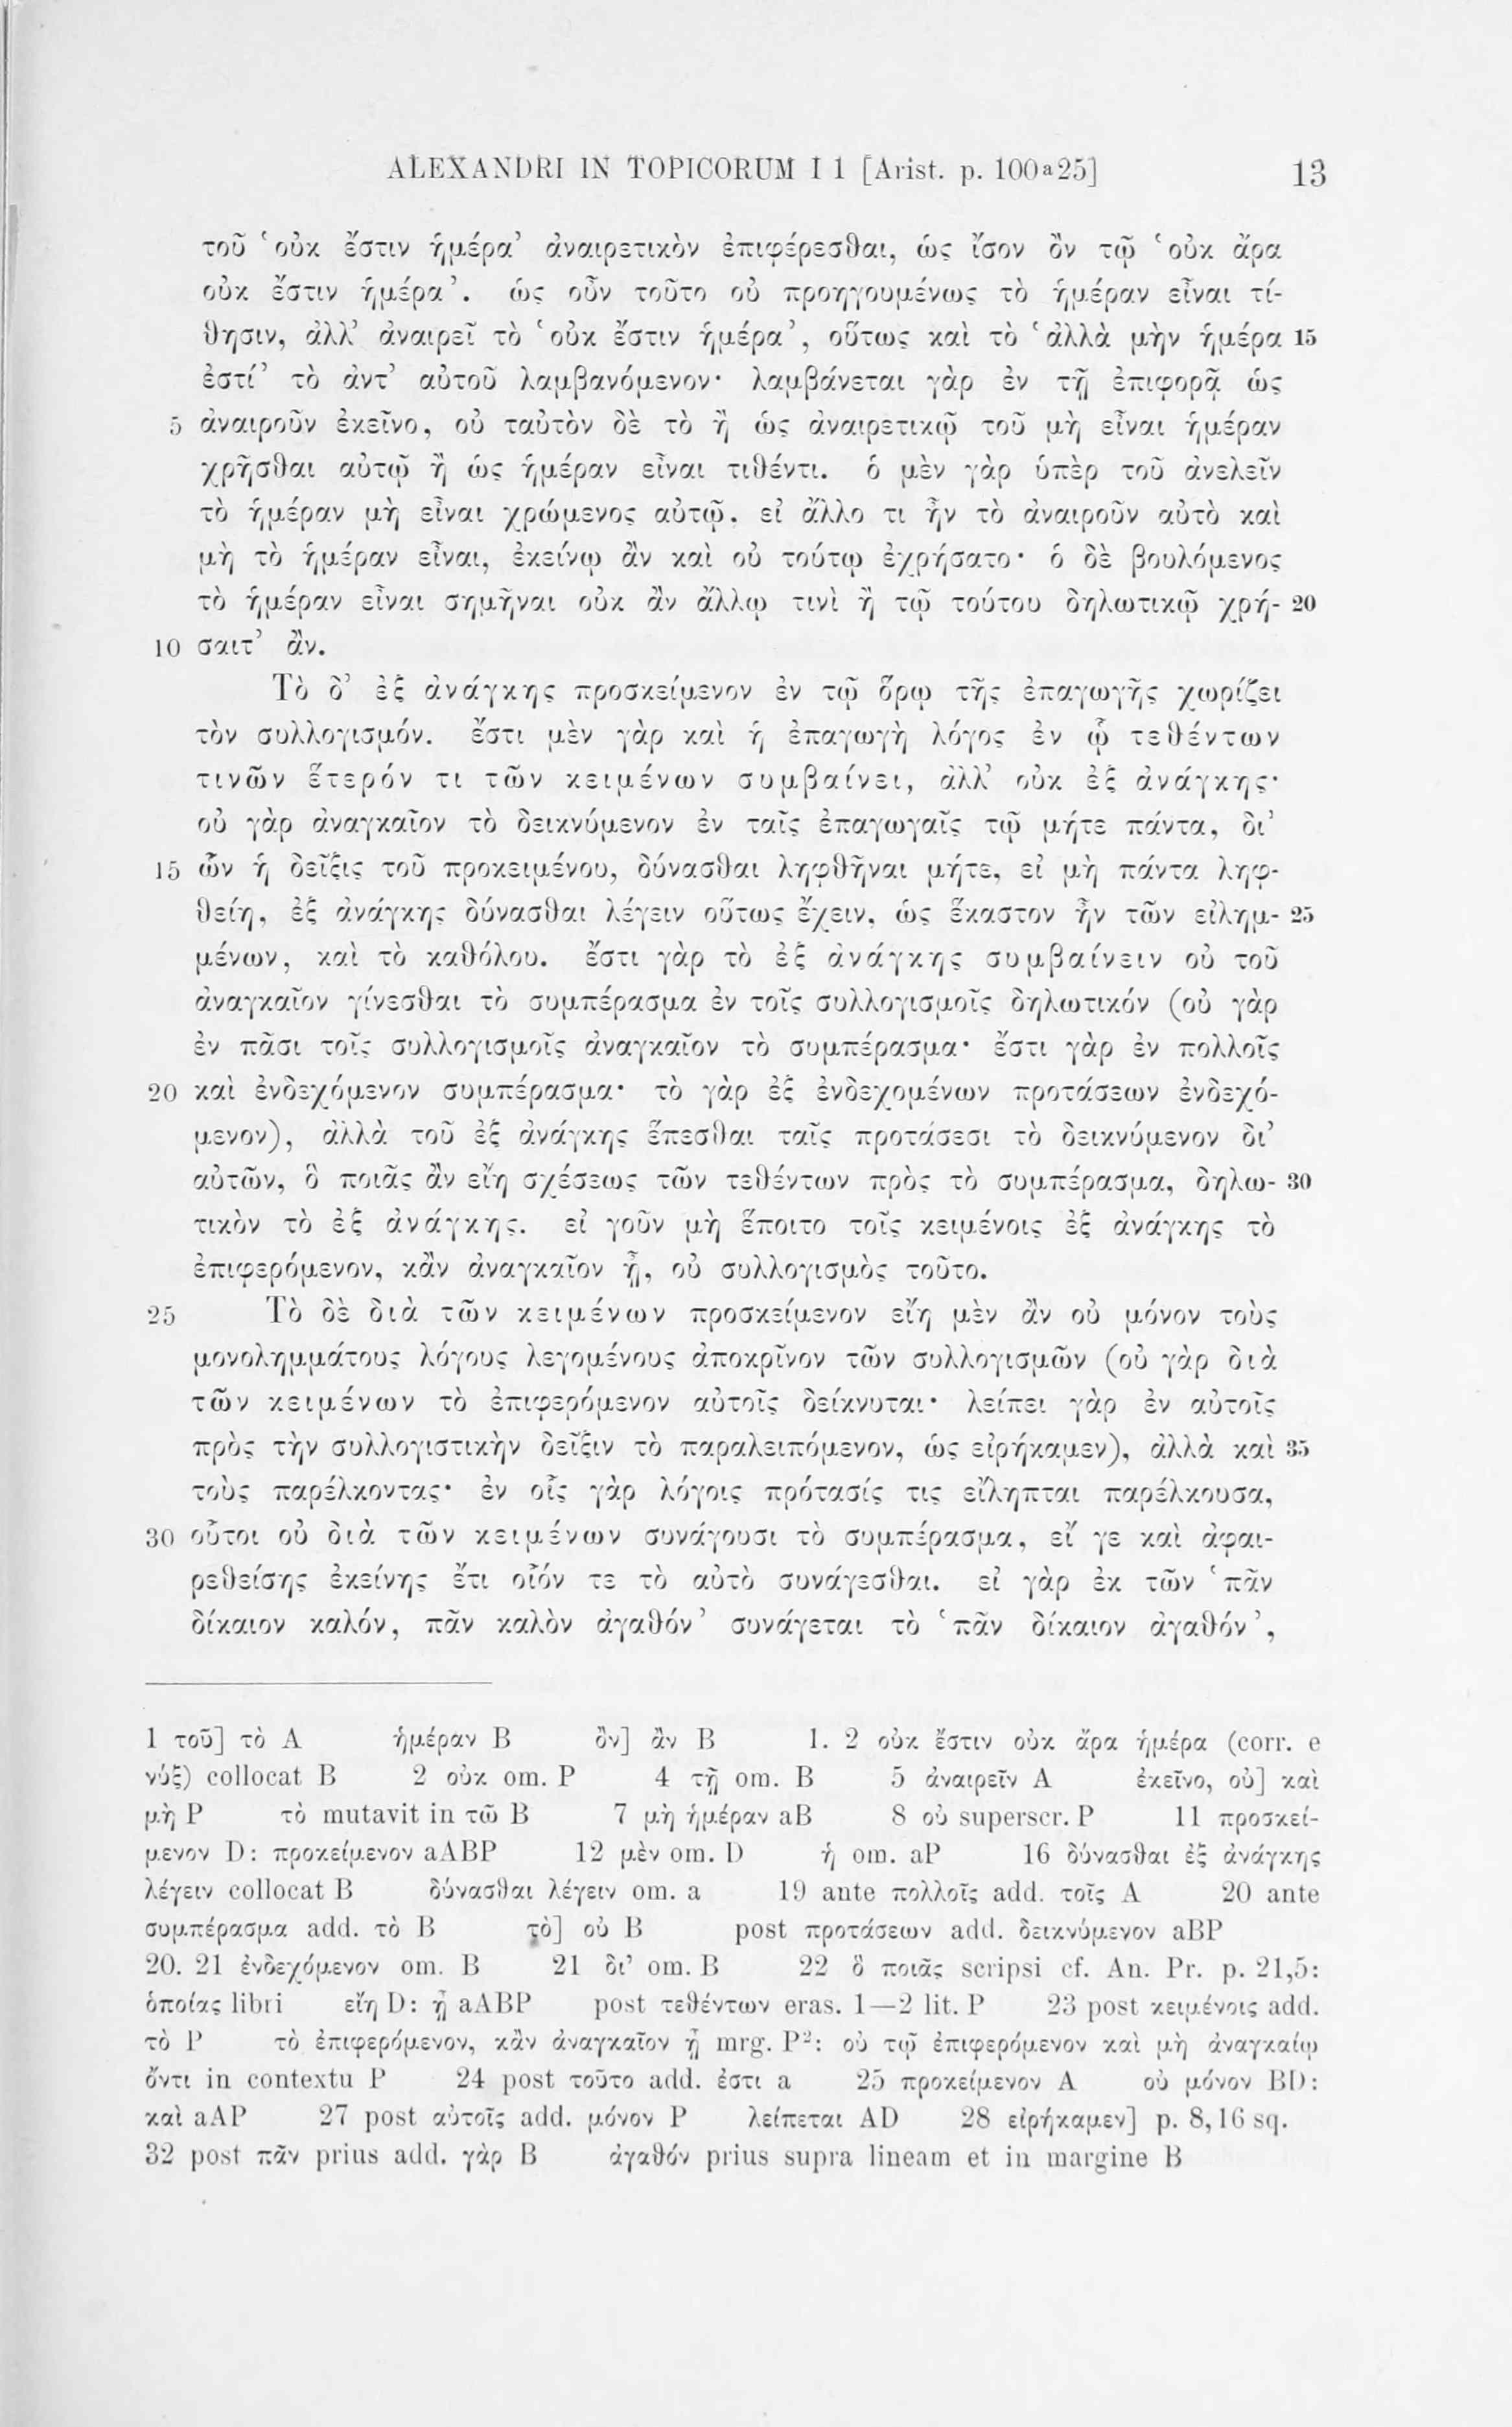 ALEXANDRI IN TOPICORUM I 1 [Arist. p. 100ᵃ25] 13
τοῦ ‘οὐκ ἔστιν ἡμέρα’ ἀναιρετικὸν ἐπιφέρεσθαι, ὡς ἴσον ὂν τῷ ‘οὐκ ἄρα
οὐκ ἔστιν ἡμέρα’. ὡς οὖν τοῦτο οὐ προηγουμένως τὸ ἡμέραν εἶναι τί-
θησιν, ἀλλ’ ἀναιρεῖ τὸ ‘οὐκ ἔστιν ἡμέρα’, οὕτως καὶ τὸ ‘ἀλλὰ μὴν ἡμέρα 15
ἐστί’ τὸ ἀντ’ αὐτοῦ λαμβανόμενον· λαμβάνεται γὰρ ἐν τῇ ἐπιφορᾷ ὡς
5 ἀναιροῦν ἐκεῖνο, οὐ ταὐτὸν δὲ τὸ ἢ ὡς ἀναιρετικῷ τοῦ μὴ εἶναι ἡμέραν
χρῆσθαι αὐτῷ ἢ ὡς ἡμέραν εἶναι τιθέντι. ὁ μὲν γὰρ ὑπὲρ τοῦ ἀνελεῖν
τὸ ἡμέραν μὴ εἶναι χρώμενος αὐτῷ, εἰ ἄλλο τι ἦν τὸ ἀναιροῦν αὐτὸ καὶ
μὴ τὸ ἡμέραν εἶναι, ἐκείνῳ ἂν καὶ οὐ τούτῳ ἐχρήσατο· ὁ δὲ βουλόμενος
τὸ ἡμέραν εἶναι σημῆναι οὐκ ἂν ἄλλῳ τινὶ ἢ τῷ τούτου δηλωτικῷ χρή- 20
10 σαιτ’ ἄν.
Τὸ δ’ ἐξ ἀνάγκης προσκείμενον ἐν τῷ ὅρῳ τῆς ἐπαγωγῆς χωρίζει
τὸν συλλογισμόν. ἔστι μὲν γὰρ καὶ ἡ ἐπαγωγὴ λόγος ἐν ᾧ τεθέντων
τινῶν ἕτερόν τι τῶν κειμένων συμβαίνει, ἀλλ’ οὐκ ἐξ ἀνάγκης·
οὐ γὰρ ἀναγκαῖον τὸ δεικνύμενον ἐν ταῖς ἐπαγωγαῖς τῷ μήτε πάντα, δι’
15 ὧν ἡ δεῖξις τοῦ προκειμένου, δύνασθαι ληφθῆναι μήτε, εἰ μὴ πάντα ληφ-
θείη, ἐξ ἀνάγκης δύνασθαι λέγειν οὕτως ἔχειν, ὡς ἕκαστον ἦν τῶν εἰλημ- 25
μένων, καὶ τὸ καθόλου. ἔστι γὰρ τὸ ἐξ ἀνάγκης συμβαίνειν οὐ τοῦ
ἀναγκαῖον γίνεσθαι τὸ συμπέρασμα ἐν τοῖς συλλογισμοῖς δηλωτικόν (οὐ γὰρ
ἐν πᾶσι τοῖς συλλογισμοῖς ἀναγκαῖον τὸ συμπέρασμα· ἔστι γὰρ ἐν πολλοῖς
20 καὶ ἐνδεχόμενον συμπέρασμα· τὸ γὰρ ἐξ ἐνδεχομένων προτάσεων ἐνδεχό-
μενον), ἀλλὰ τοῦ ἐξ ἀνάγκης ἕπεσθαι ταῖς προτάσεσι τὸ δεικνύμενον δι’
αὐτῶν, ὃ ποιᾶς ἂν εἴη σχέσεως τῶν τεθέντων πρὸς τὸ συμπέρασμα, δηλω- 30
τικὸν τὸ ἐξ ἀνάγκης. εἰ γοῦν μὴ ἕποιτο τοῖς κειμένοις ἐξ ἀνάγκης τὸ
ἐπιφερόμενον, κἂν ἀναγκαῖον ᾖ, οὐ συλλογισμὸς τοῦτο.
25 Τὸ δὲ διὰ τῶν κειμένων προσκείμενον εἴη μὲν ἂν οὐ μόνον τοὺς
μονολημμάτους λόγους λεγομένους ἀποκρῖνον τῶν συλλογισμῶν (οὐ γὰρ διὰ
τῶν κειμένων τὸ ἐπιφερόμενον αὐτοῖς δείκνυται· λείπει γὰρ ἐν αὐτοῖς
πρὸς τὴν συλλογιστικὴν δεῖξιν τὸ παραλειπόμενον, ὡς εἰρήκαμεν), ἀλλὰ καὶ 35
τοὺς παρέλκοντας· ἐν οἷς γὰρ λόγοις πρότασίς τις εἴληπται παρέλκουσα,
30 οὗτοι οὐ διὰ τῶν κειμένων συνάγουσι τὸ συμπέρασμα, εἴ γε καὶ ἀφαι-
ρεθείσης ἐκείνης ἔτι οἷόν τε τὸ αὐτὸ συνάγεσθαι. εἰ γὰρ ἐκ τῶν ‘πᾶν
δίκαιον καλόν, πᾶν καλὸν ἀγαθόν’ συνάγεται τὸ ‘πᾶν δίκαιον ἀγαθόν’,
1 τοῦ] τὸ A ἡμέραν B ὂν] ἂν B 1. 2 οὐκ ἔστιν οὐκ ἄρα ἡμέρα (corr. e
νύξ) collocat B 2 οὐκ om. P 4 τῇ om. B 5 ἀναιρεῖν A ἐκεῖνο, οὐ] καὶ
μὴ P τὸ mutavit in τῶ B 7 μὴ ἡμέραν aB 8 οὐ superscr. P 11 προσκεί-
μενον D: προκείμενον aABP 12 μὲν om. D ἡ om. aP 16 δύνασθαι ἐξ ἀνάγκης
λέγειν collocat B δύνασθαι λέγειν om. a 19 ante πολλοῖς add. τοῖς A 20 ante
συμπέρασμα add. τὸ B τὸ] οὐ B post προτάσεων add. δεικνύμενον aBP
20. 21 ἐνδεχόμενον om. B 21 δι’ om. B 22 ὃ ποιᾶς scripsi cf. An. Pr. p. 21,5:
ὁποίας libri εἴη D: ᾖ aABP post τεθέντων eras. 1—2 lit. P 23 post κειμένοις add.
τὸ P τὸ ἐπιφερόμενον, κἂν ἀναγκαῖον ᾖ mrg. P²: οὐ τῷ ἐπιφερόμενον καὶ μὴ ἀναγκαίῳ
ὄντι in contextu P 24 post τοῦτο add. ἐστι a 25 προκείμενον A οὐ μόνον BD:
καὶ aAP 27 post αὐτοῖς add. μόνον P λείπεται AD 28 εἰρήκαμεν] p. 8,16 sq.
32 post πᾶν prius add. γὰρ B ἀγαθόν prius supra lineam et in margine B